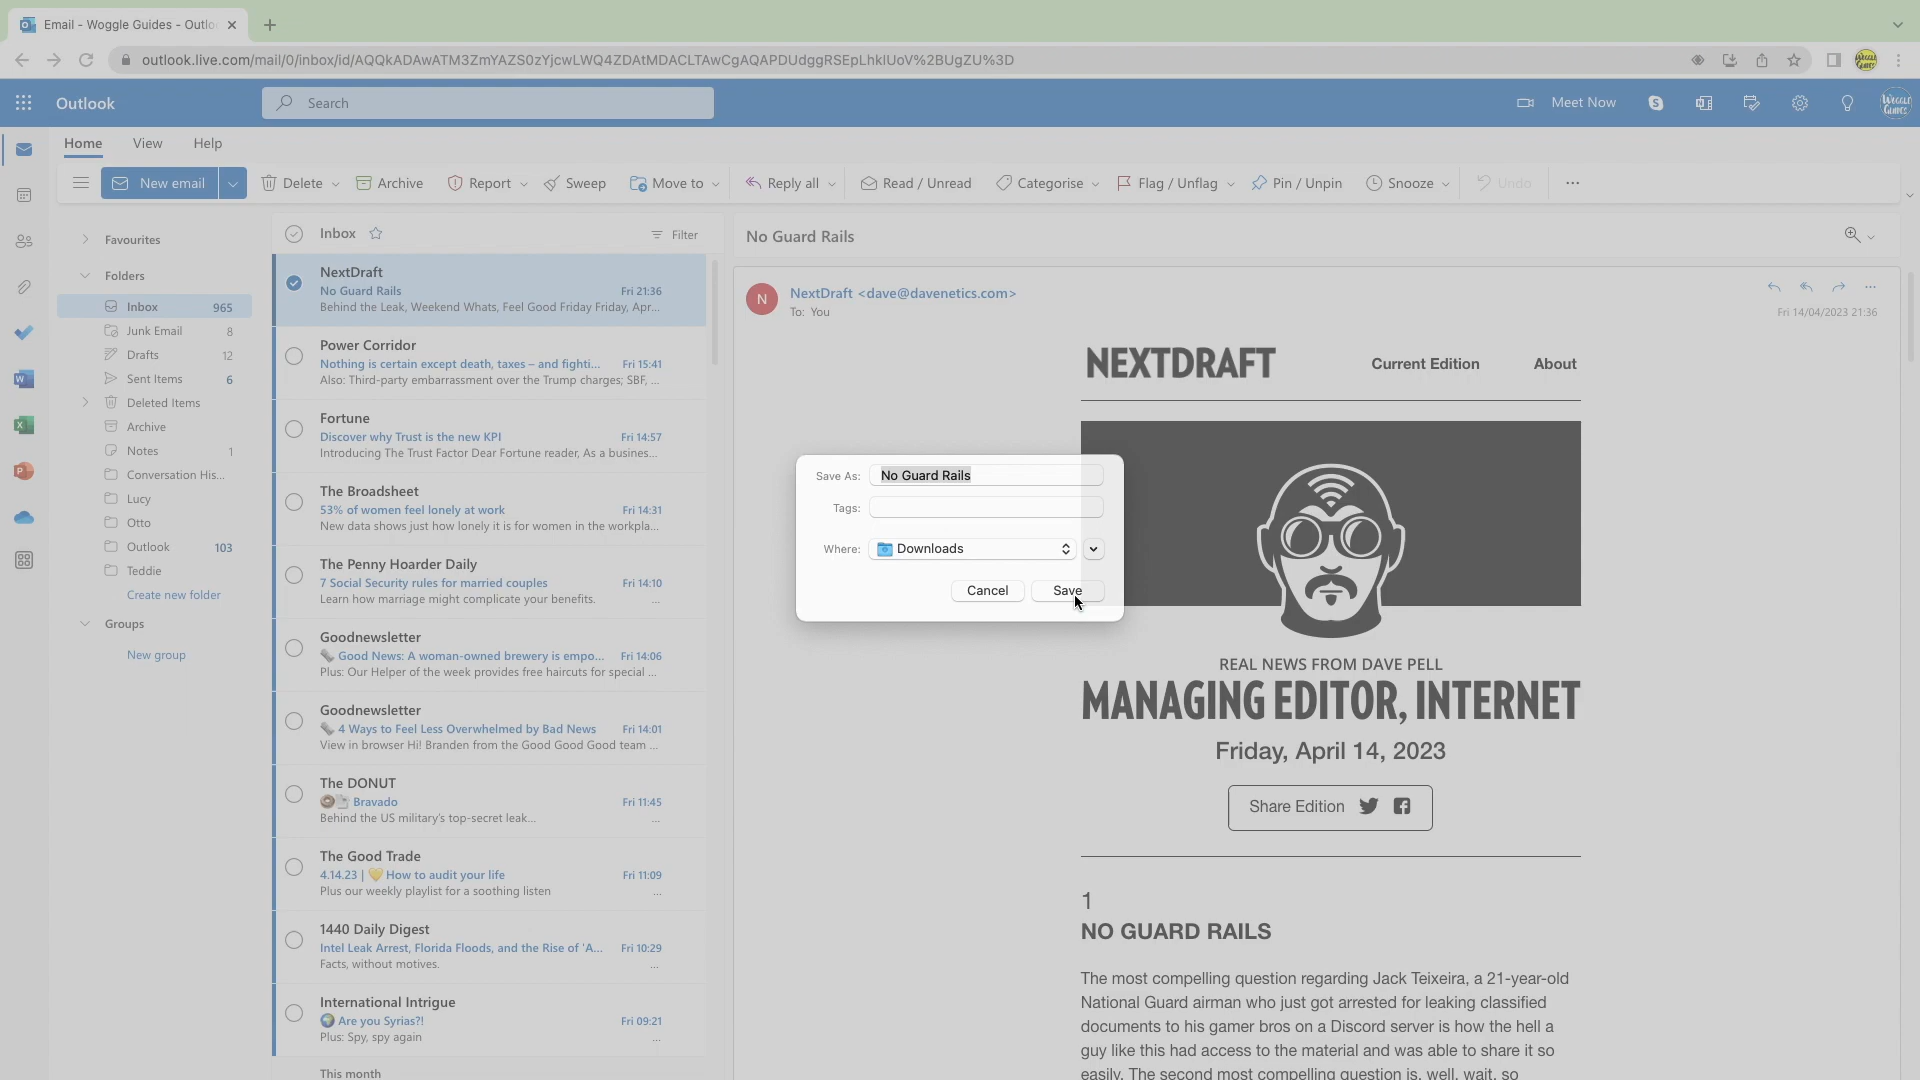 Email - Woggle Guides - Outlo
outlook.live.com/mail/0/inbox/id/AQQkADAwATM3ZmYAZS0zYjcwLWQ4ZDAtMDACLTAwCgAQAPDUdggRSEpLhklUoV%2BUgZU%3D
Outlook
Search
Meet Now
Home View Help
New email
Delete
Archive
Report
Sweep
Move to
Reply all
Read / Unread
Categorise
Flag / Unflag
Pin / Unpin
Snooze
Undo
Favourites
Folders
Inbox 965
Junk Email 8
Drafts 12
Sent Items 6
Deleted Items
Archive
Notes 1
Conversation His...
Lucy
Otto
Outlook 103
Teddie
Create new folder
Groups
New group
Inbox
Filter
NextDraft
No Guard Rails Fri 21:36
Behind the Leak, Weekend Whats, Feel Good Friday Friday, Apr...
Power Corridor
Nothing is certain except death, taxes – and fighti... Fri 15:41
Also: Third-party embarrassment over the Trump charges; SBF, ...
Fortune
Discover why Trust is the new KPI Fri 14:57
Introducing The Trust Factor Dear Fortune reader, As a busines...
The Broadsheet
53% of women feel lonely at work Fri 14:31
New data shows just how lonely it is for women in the workpla...
The Penny Hoarder Daily
7 Social Security rules for married couples Fri 14:10
Learn how marriage might complicate your benefits. ...
Goodnewsletter
Good News: A woman-owned brewery is empo... Fri 14:06
Plus: Our Helper of the week provides free haircuts for special ...
Goodnewsletter
4 Ways to Feel Less Overwhelmed by Bad News Fri 14:01
View in browser Hi! Branden from the Good Good Good team ...
The DONUT
Bravado Fri 11:45
Behind the US military's top-secret leak... ...
The Good Trade
4.14.23 | 💛 How to audit your life Fri 11:09
Plus our weekly playlist for a soothing listen ...
1440 Daily Digest
Intel Leak Arrest, Florida Floods, and the Rise of 'A... Fri 10:29
Facts, without motives. ...
International Intrigue
Are you Syrias?! Fri 09:21
Plus: Spy, spy again ...
This month
No Guard Rails
N
NextDraft <dave@davenetics.com>
To: You
Fri 14/04/2023 21:36
NEXTDRAFT
Current Edition
About
Save As: No Guard Rails
Tags:
Where: Downloads
Cancel Save
REAL NEWS FROM DAVE PELL
MANAGING EDITOR, INTERNET
Friday, April 14, 2023
Share Edition
1
NO GUARD RAILS
The most compelling question regarding Jack Teixeira, a 21-year-old
National Guard airman who just got arrested for leaking classified
documents to his gamer bros on a Discord server is how the hell a
guy like this had access to the material and was able to share it so
easily. The second most compelling question is, well, wait, so